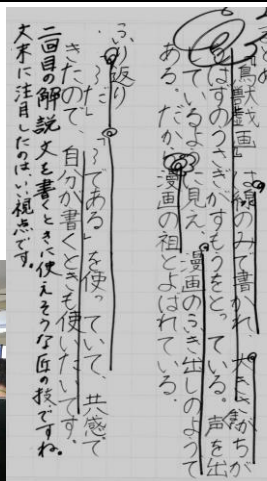 まとめ
『鳥獣戯画』は線のみで書かれ、大きさがちが
うはずのうさぎがすもうをとっている。声を出
しているように見え、漫画のふき出しのようで
ある。だから漫画の祖とよばれている。
ふり返り
「～だ」「～である」を使っていて、共感で
きたので、自分が書くときも使いたいです。
二回目の解説文を書くときに使えそうな匠の技ですね。
文末に注目したのは、いい視点です。